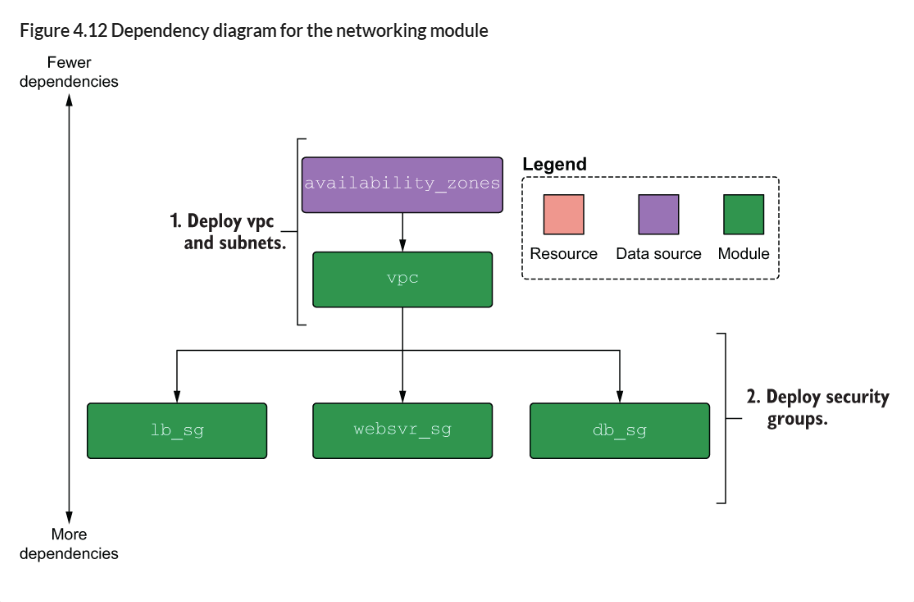 Figure 4.12 Dependency diagram for the networking module
Fewer
dependencies
availability_zones
Legend
1. Deploy vpc
and subnets.
Resource
Data source
Module
vpc
2. Deploy security
groups.
lb_sg
websvr_sg
db_sg
More
dependencies